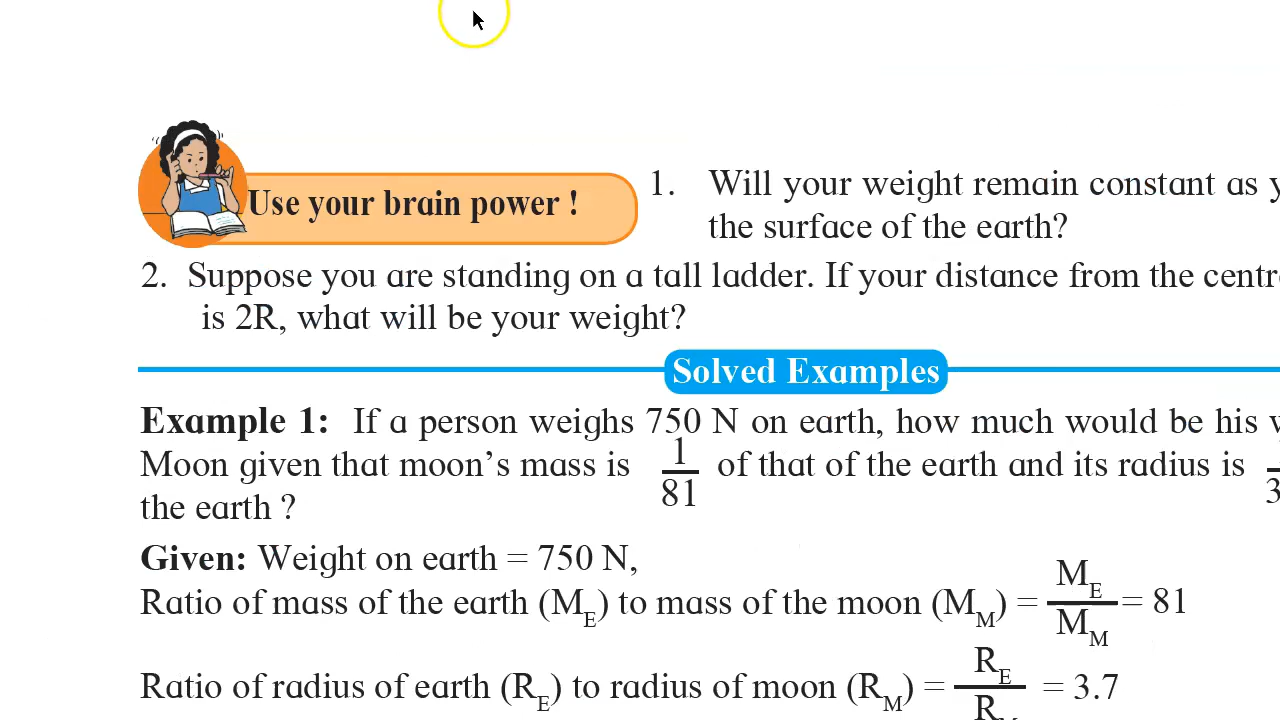 Use your brain power !
1. Will your weight remain constant as
the surface of the earth?
2. Suppose you are standing on a tall ladder. If your distance from the
is 2R, what will be your weight?
Solved Examples
Example 1: If a person weighs 750 N on earth, how much would be his
Moon given that moon’s mass is 1/81 of that of the earth and its radius is
the earth ?
Given: Weight on earth = 750 N,
Ratio of mass of the earth (M_E) to mass of the moon (M_M) = M_E/M_M = 81
Ratio of radius of earth (R_E) to radius of moon (R_M) = R_E/R_M = 3.7